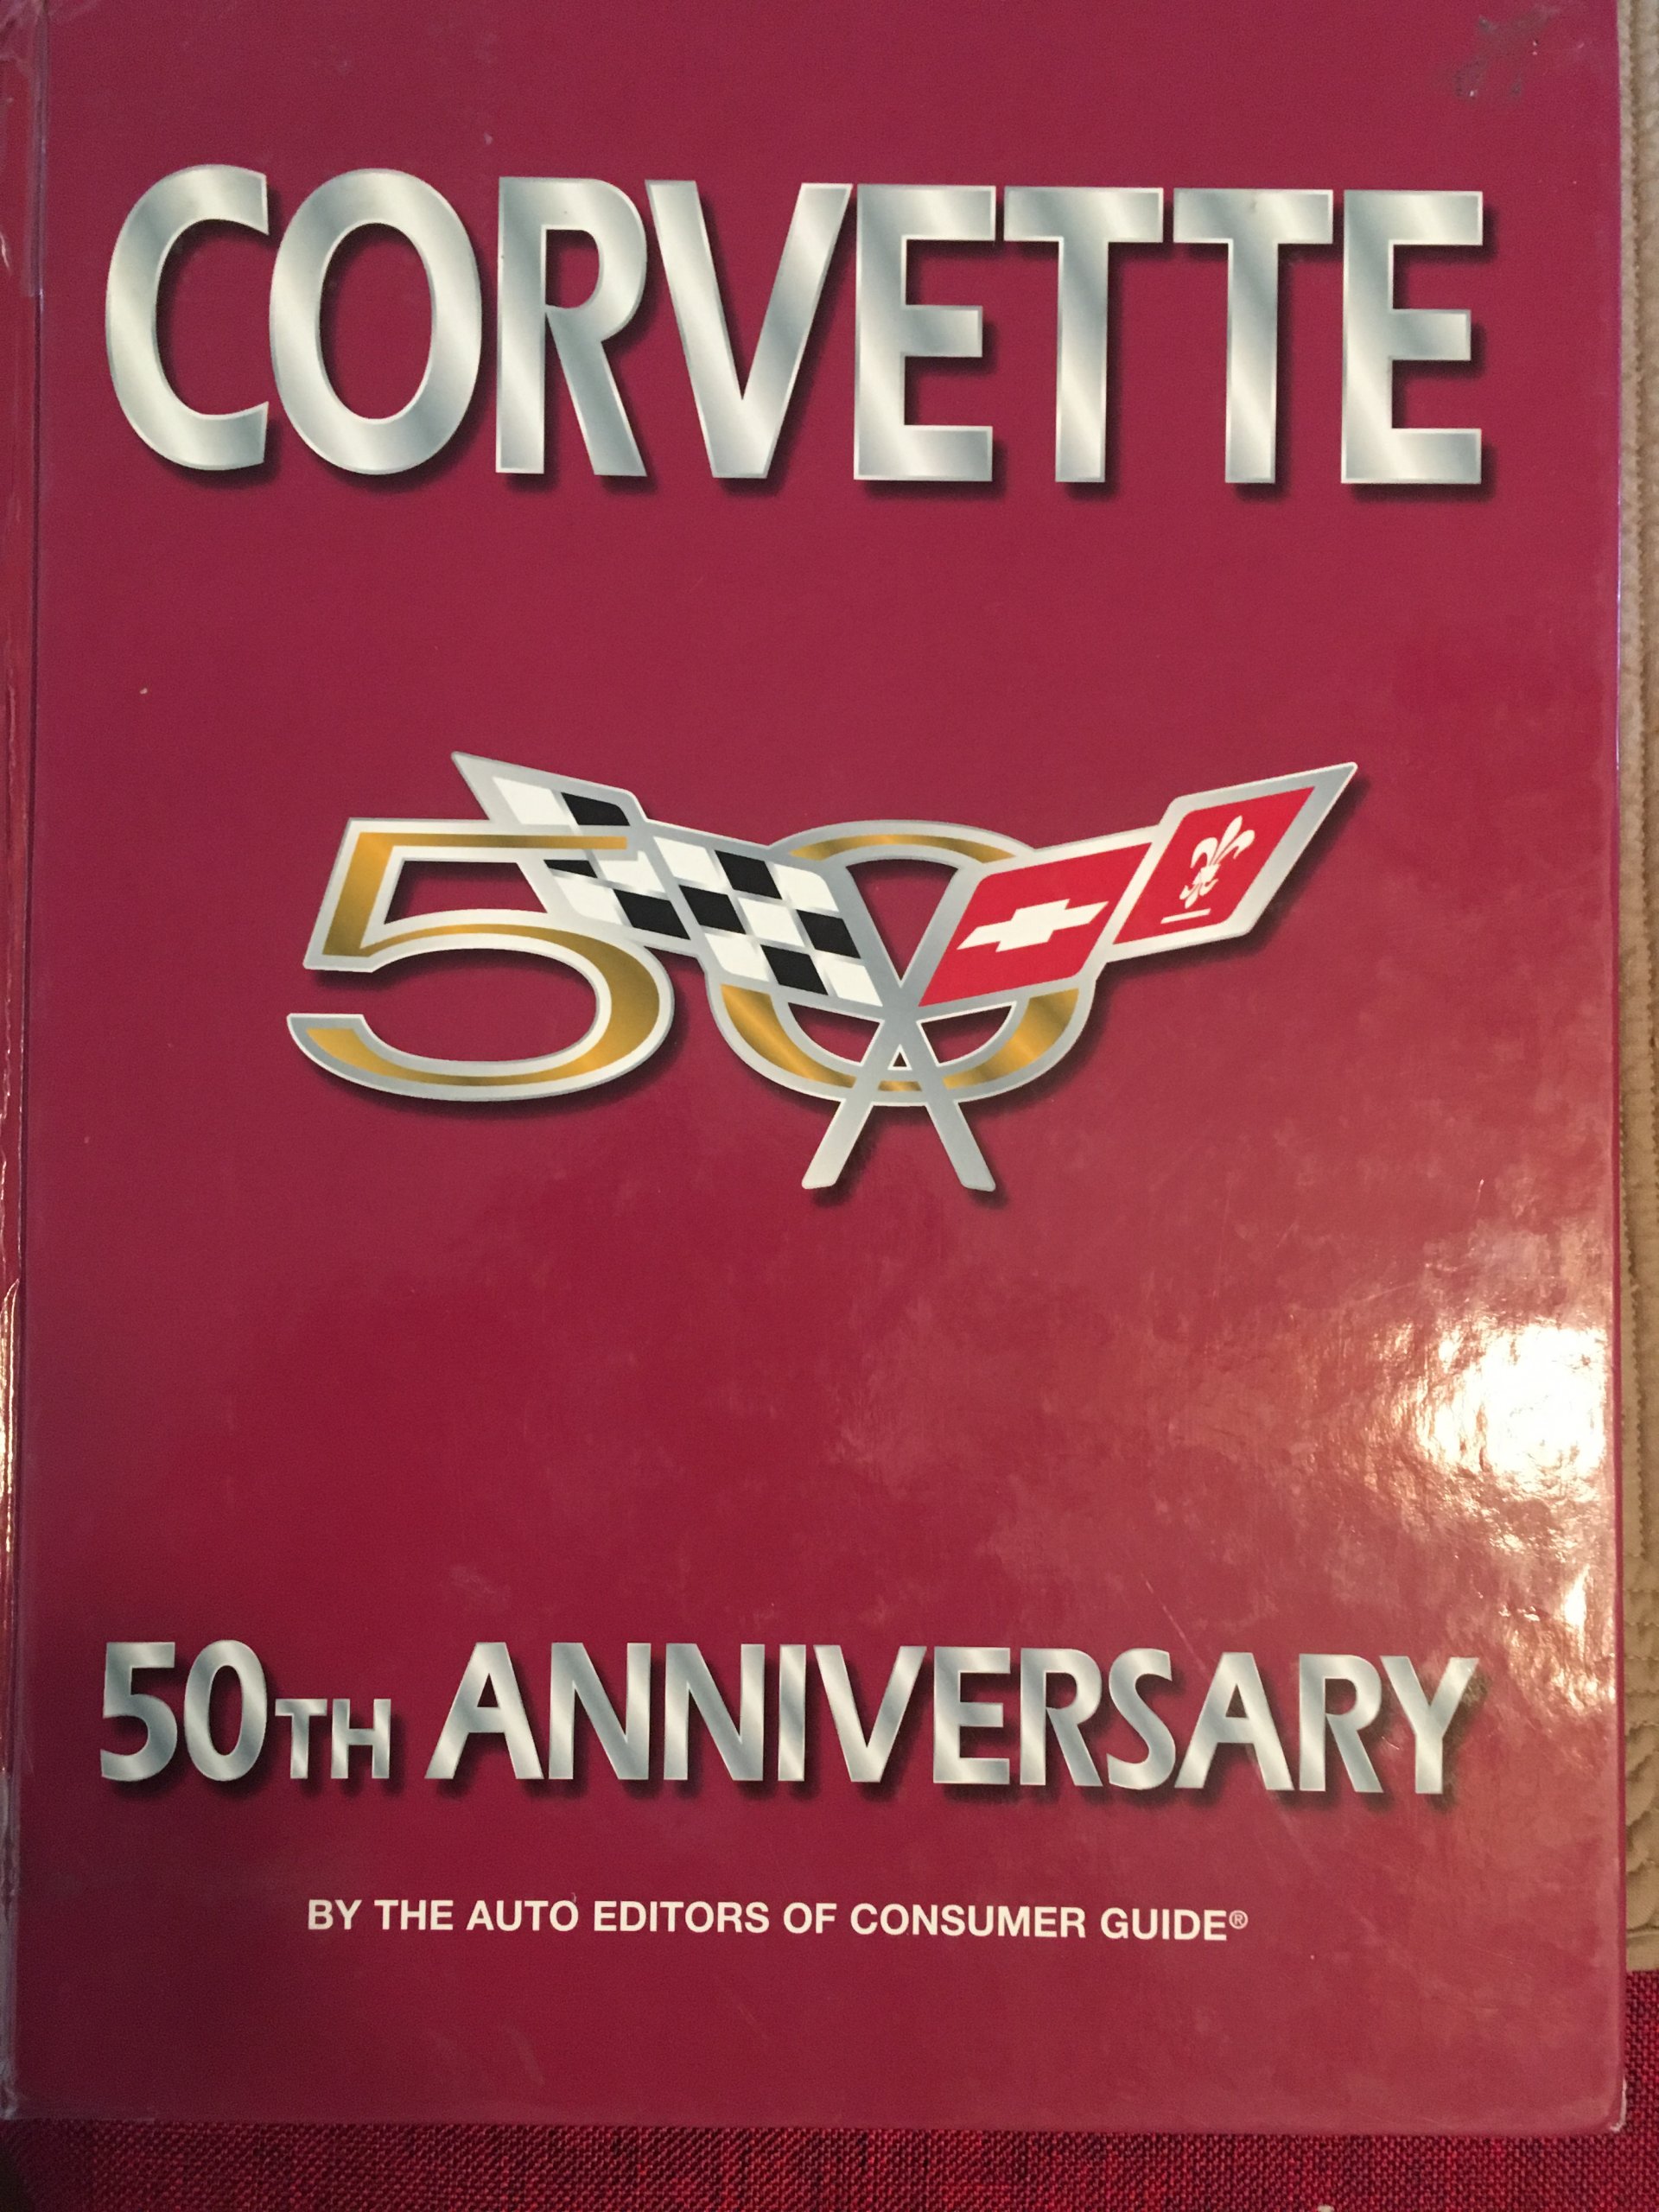 CORVETTE
50
50TH ANNIVERSARY
BY THE AUTO EDITORS OF CONSUMER GUIDE®